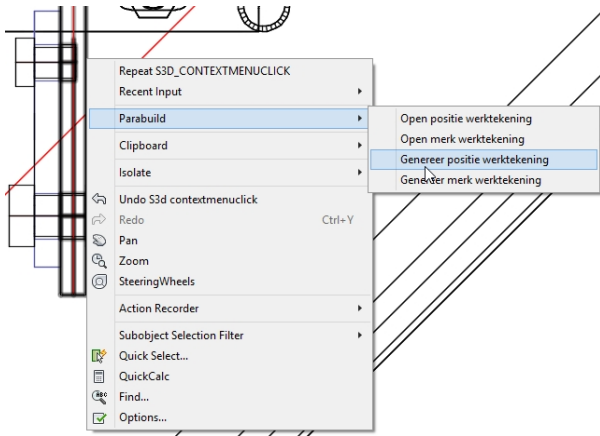 Repeat S3D_CONTEXTMENUCLICK
Recent Input
Parabuild
Open positie werktekening
Open merk werktekening
Genereer positie werktekening
Genereer merk werktekening
Clipboard
Isolate
Undo S3d contextmenuclick
Redo Ctrl+Y
Pan
Zoom
SteeringWheels
Action Recorder
Subobject Selection Filter
Quick Select...
QuickCalc
Find...
Options...